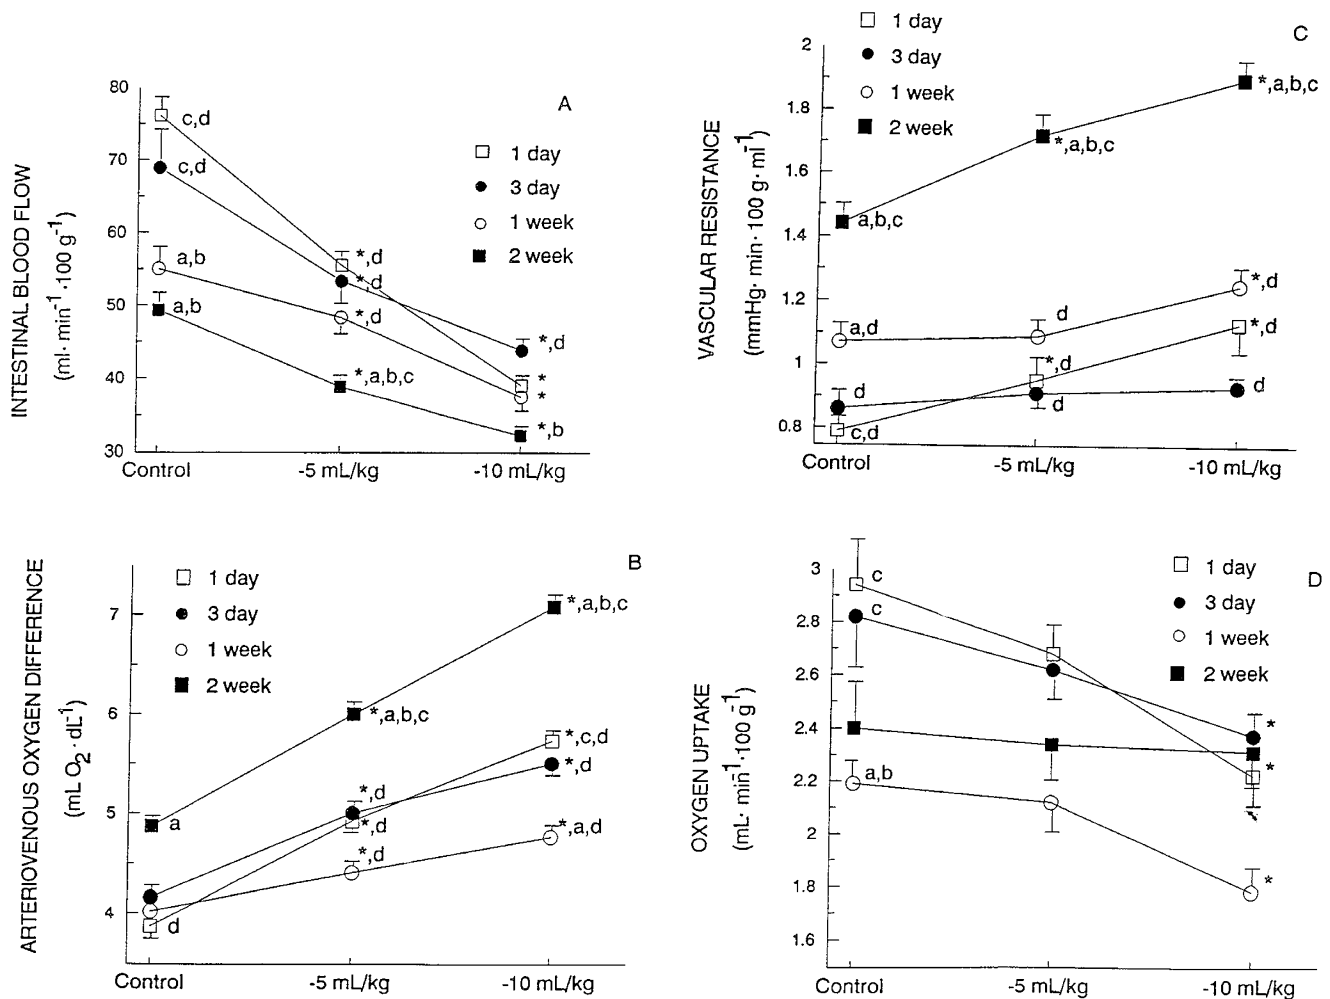 A
INTESTINAL BLOOD FLOW
(ml· min⁻¹ ·100 g⁻¹)
80
70
60
50
40
30
1 day
3 day
1 week
2 week
c,d
c,d
a,b
a,b
*,d
*,d
*,d
*,a,b,c
*,d
*
*
*,b
Control
-5 mL/kg
-10 mL/kg
C
VASCULAR RESISTANCE
(mmHg· min· 100 g· ml⁻¹)
1 day
3 day
1 week
2 week
2
1.8
1.6
1.4
1.2
1
0.8
a,b,c
*,a,b,c
*,a,b,c
a,d
d
*,d
*,d
*,d
d
d
d
c,d
Control
-5 mL/kg
-10 mL/kg
B
ARTERIOVENOUS OXYGEN DIFFERENCE
(mL O₂ · dL⁻¹)
1 day
3 day
1 week
2 week
7
6
5
4
*,a,b,c
*,a,b,c
a
*,c,d
*,d
*,d
*,d
*,d
*,a,d
d
Control
-5 mL/kg
-10 mL/kg
D
OXYGEN UPTAKE
(mL· min⁻¹·100 g⁻¹)
1 day
3 day
1 week
2 week
3
2.8
2.6
2.4
2.2
2
1.8
1.6
c
c
a,b
*
*
*
Control
-5 mL/kg
-10 mL/kg